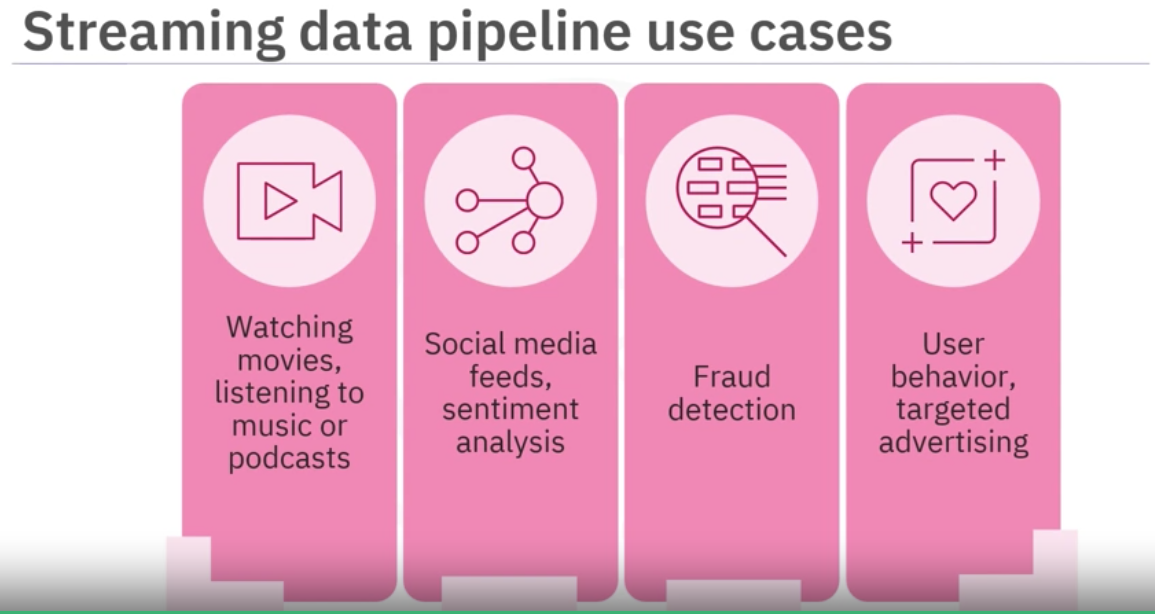 Streaming data pipeline use cases
Watching
movies,
listening to
music or
podcasts
Social media
feeds,
sentiment
analysis
Fraud
detection
User
behavior,
targeted
advertising